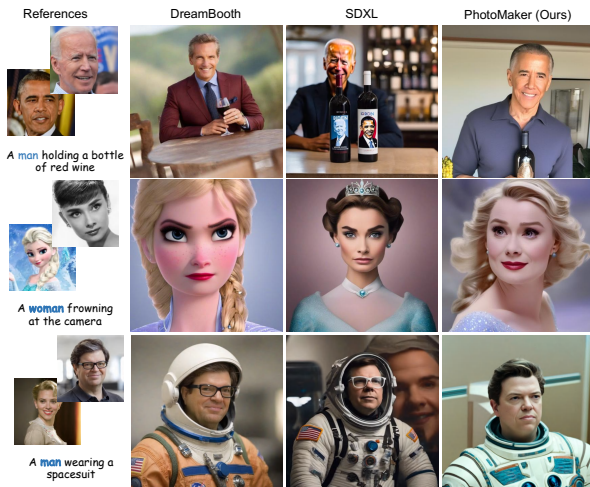 References
DreamBooth
SDXL
PhotoMaker (Ours)
A man holding a bottle
of red wine
A woman frowning
at the camera
A man wearing a
spacesuit